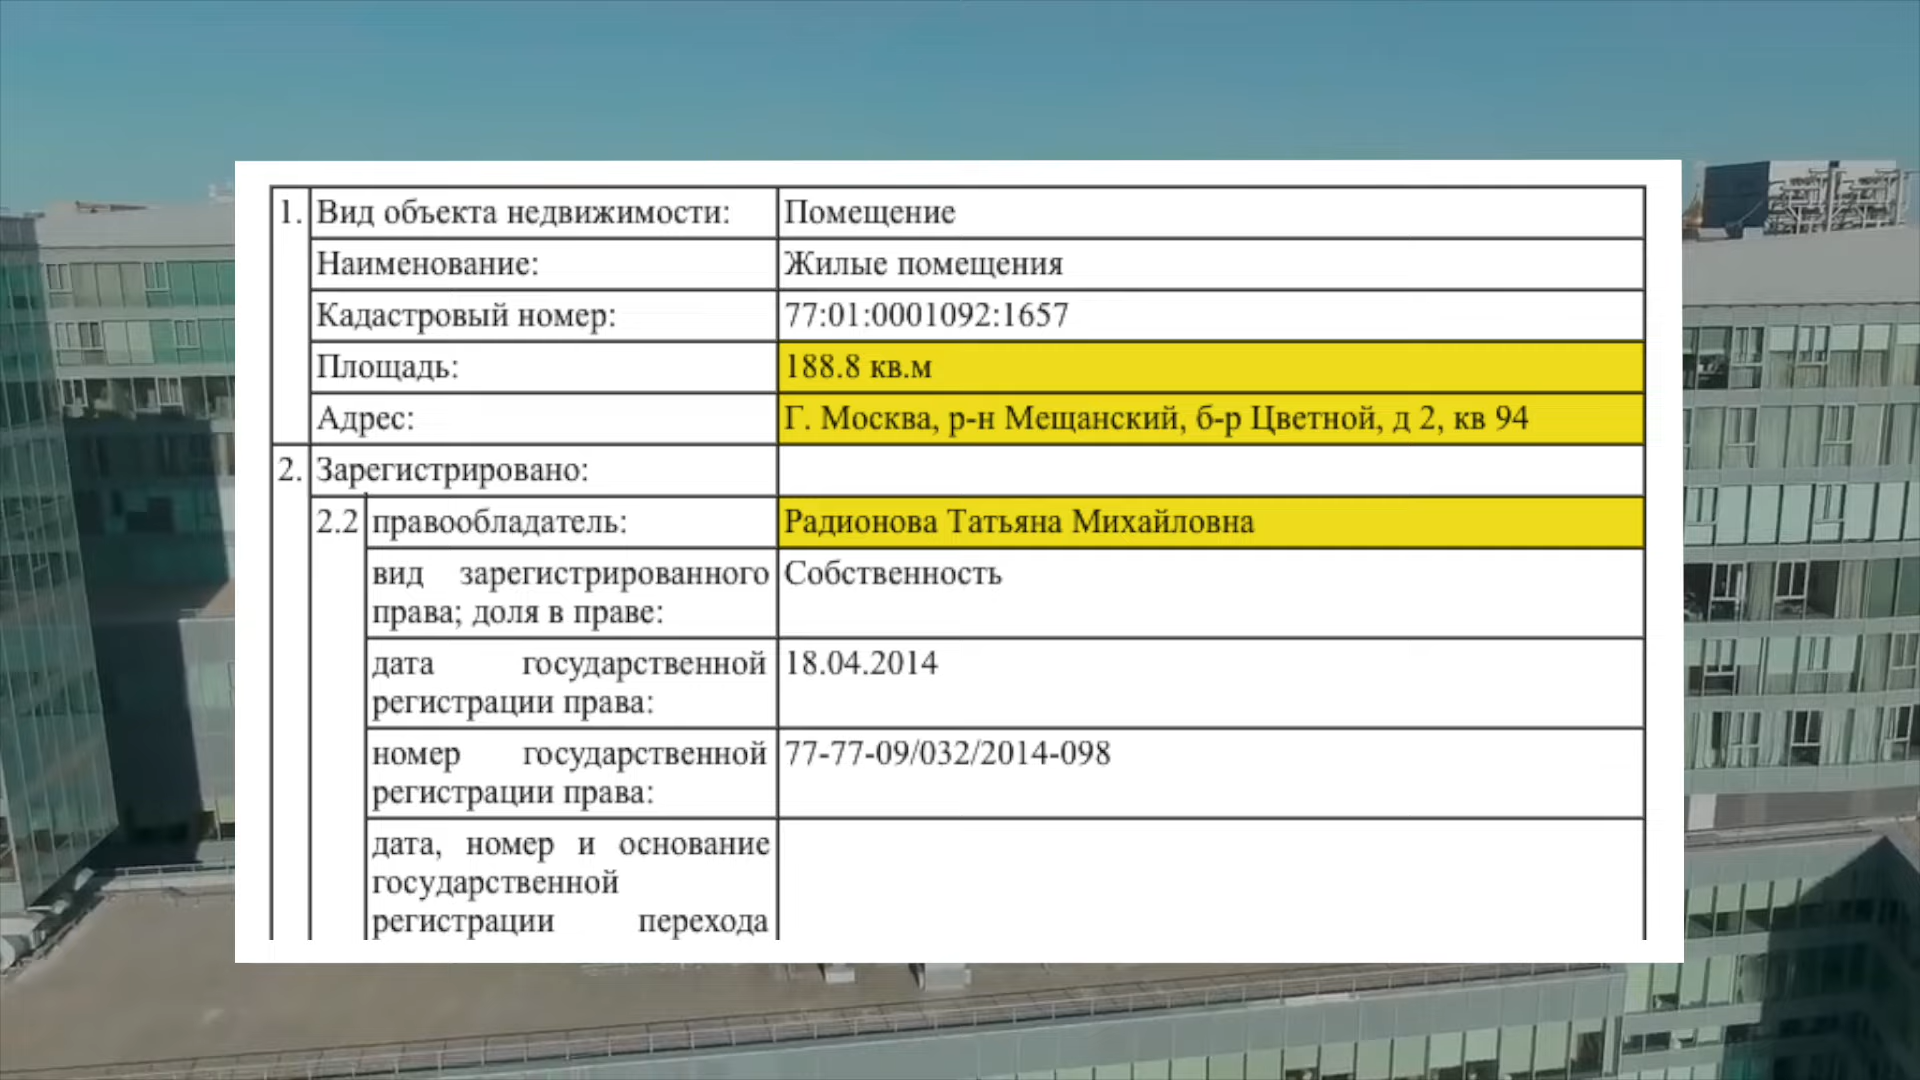 1. Вид объекта недвижимости: Помещение
Наименование: Жилые помещения
Кадастровый номер: 77:01:0001092:1657
Площадь: 188.8 кв.м
Адрес: Г. Москва, р-н Мещанский, б-р Цветной, д 2, кв 94
2. Зарегистрировано:
2.2 правообладатель: Радионова Татьяна Михайловна
вид зарегистрированного Собственность
права; доля в праве:
дата государственной 18.04.2014
регистрации права:
номер государственной 77-77-09/032/2014-098
регистрации права:
дата, номер и основание
государственной
регистрации перехода